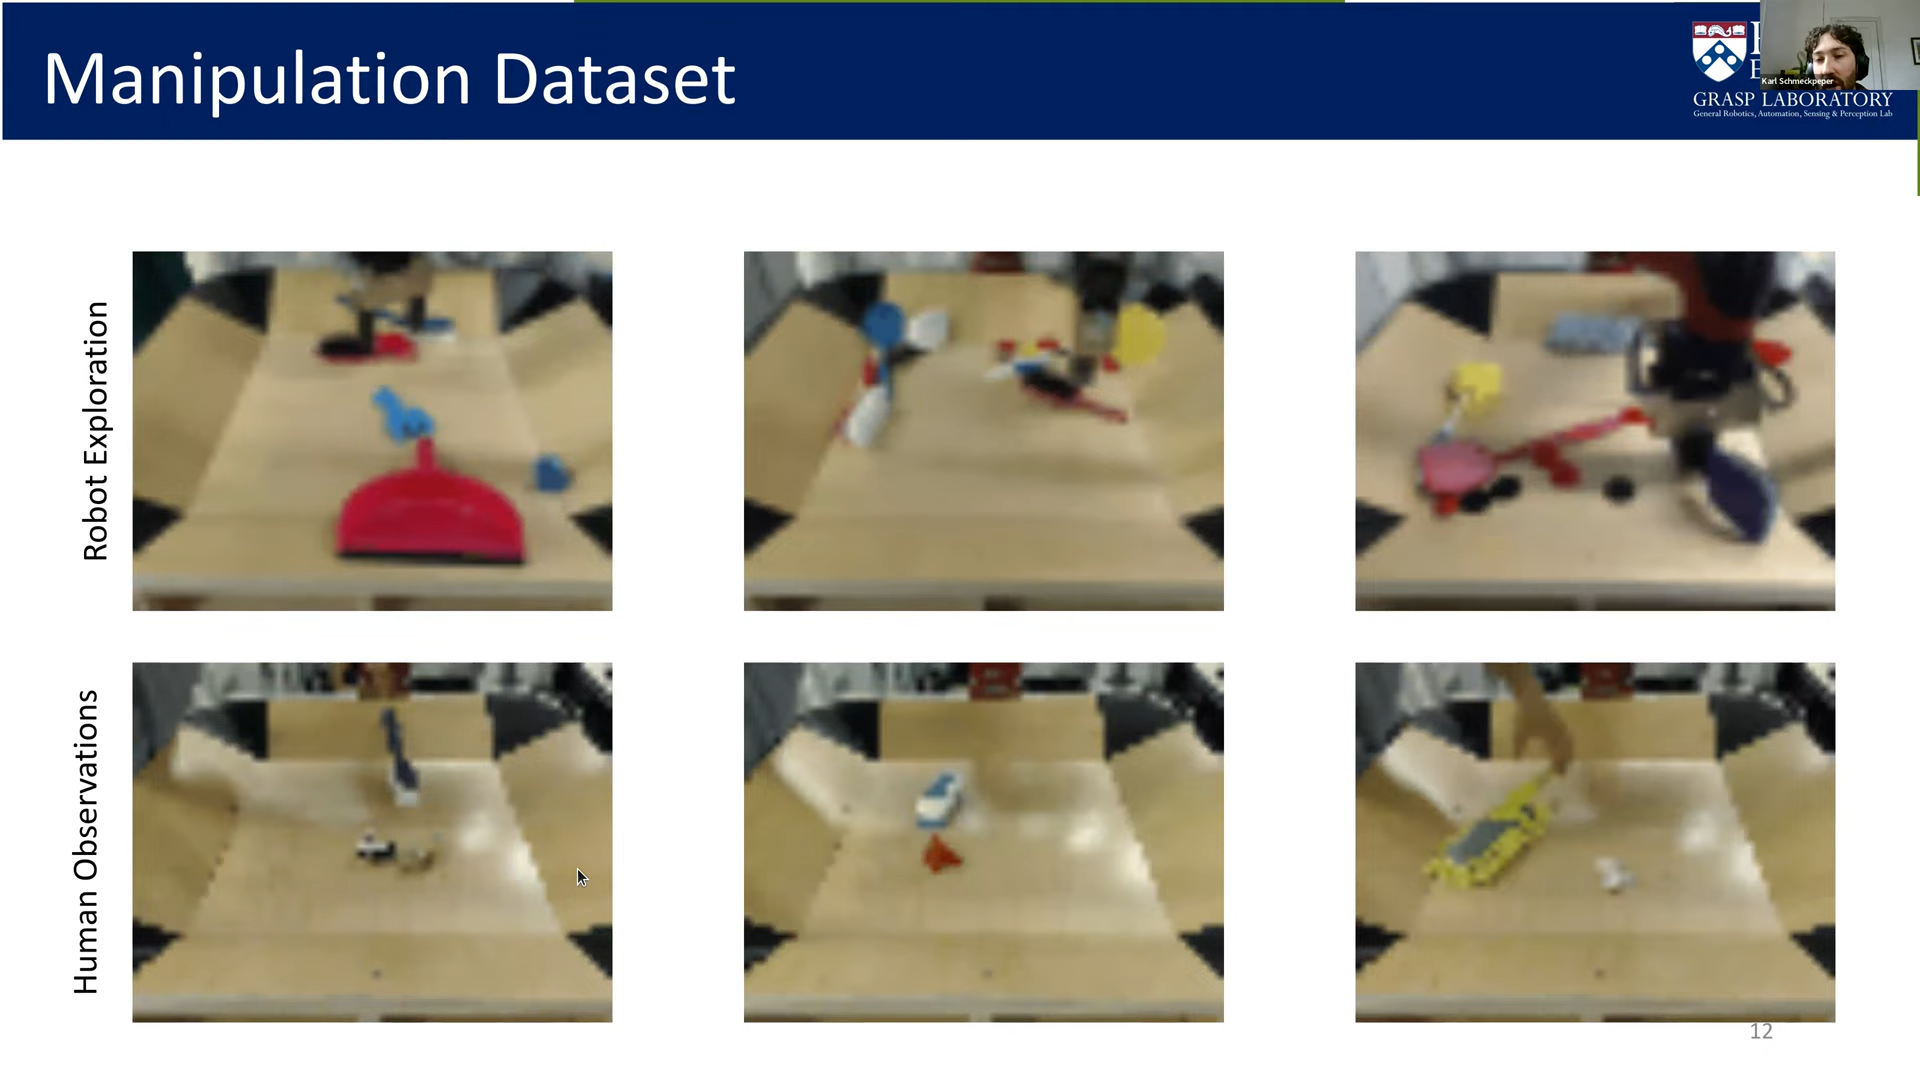 Manipulation Dataset
Karl Schmeckpeper
GRASP LABORATORY
General Robotics, Automation, Sensing & Perception Lab
Robot Exploration
Human Observations
12